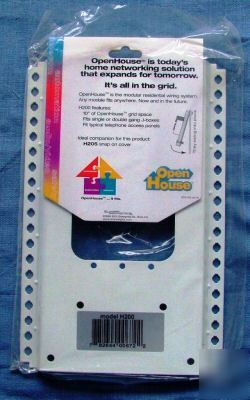 OpenHouse™ is today's
home networking solution
that expands for tomorrow.
It's all in the grid.
OpenHouse™ is the modular residential wiring system.
Any module fits anywhere. Now and in the future.
H200 features:
10" of OpenHouse™ grid space
Fits single or double gang J-boxes
Fit typical telephone access panels
Ideal companion for this product:
H205 snap on cover
Open
House
OpenHouse™ ... It fits.
model H200